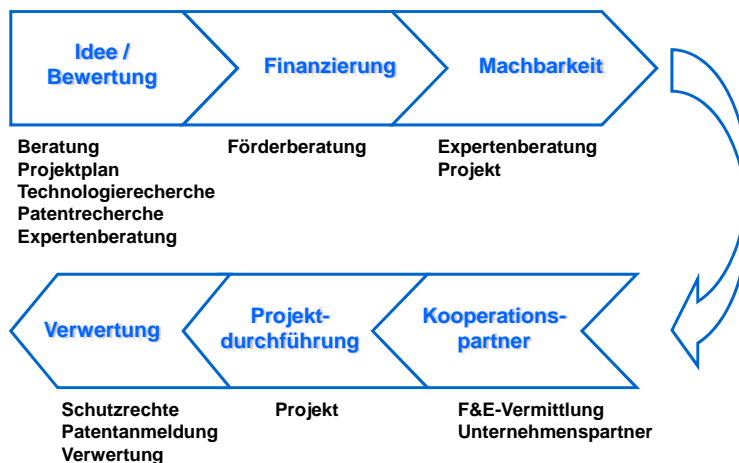 Idee /
Bewertung
Finanzierung
Machbarkeit
Beratung
Projektplan
Technologierecherche
Patentrecherche
Expertenberatung
Förderberatung
Expertenberatung
Projekt
Verwertung
Projekt-
durchführung
Kooperations-
partner
Schutzrechte
Patentanmeldung
Verwertung
Projekt
F&E-Vermittlung
Unternehmenspartner